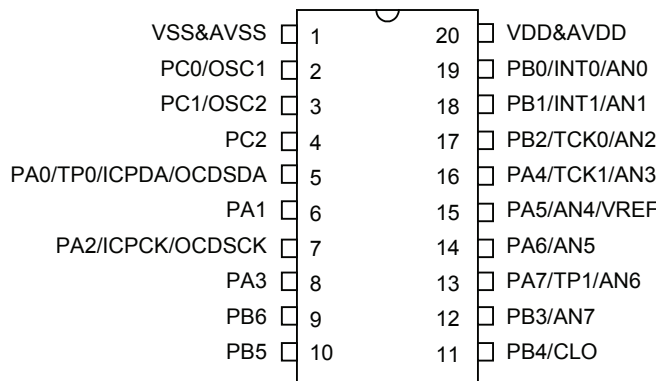 VSS&AVSS 1 20 VDD&AVDD
PC0/OSC1 2 19 PB0/INT0/AN0
PC1/OSC2 3 18 PB1/INT1/AN1
PC2 4 17 PB2/TCK0/AN2
PA0/TP0/ICPDA/OCDSDA 5 16 PA4/TCK1/AN3
PA1 6 15 PA5/AN4/VREF
PA2/ICPCK/OCDSCK 7 14 PA6/AN5
PA3 8 13 PA7/TP1/AN6
PB6 9 12 PB3/AN7
PB5 10 11 PB4/CLO